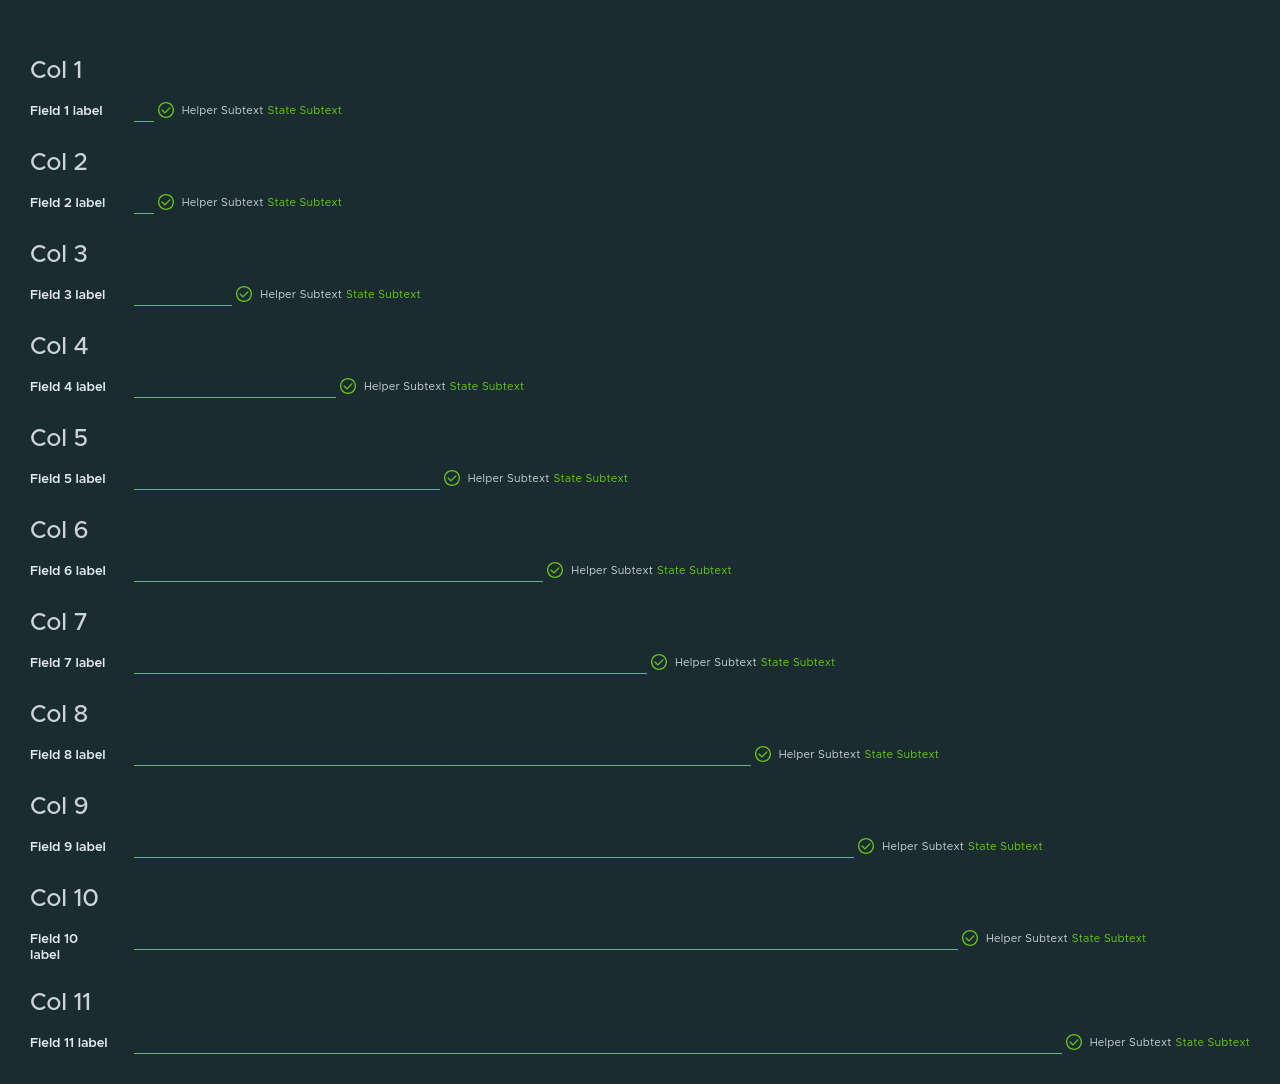 Col 1
Field 1 label Helper Subtext State Subtext
Col 2
Field 2 label Helper Subtext State Subtext
Col 3
Field 3 label Helper Subtext State Subtext
Col 4
Field 4 label Helper Subtext State Subtext
Col 5
Field 5 label Helper Subtext State Subtext
Col 6
Field 6 label Helper Subtext State Subtext
Col 7
Field 7 label Helper Subtext State Subtext
Col 8
Field 8 label Helper Subtext State Subtext
Col 9
Field 9 label Helper Subtext State Subtext
Col 10
Field 10 Helper Subtext State Subtext
label
Col 11
Field 11 label Helper Subtext State Subtext